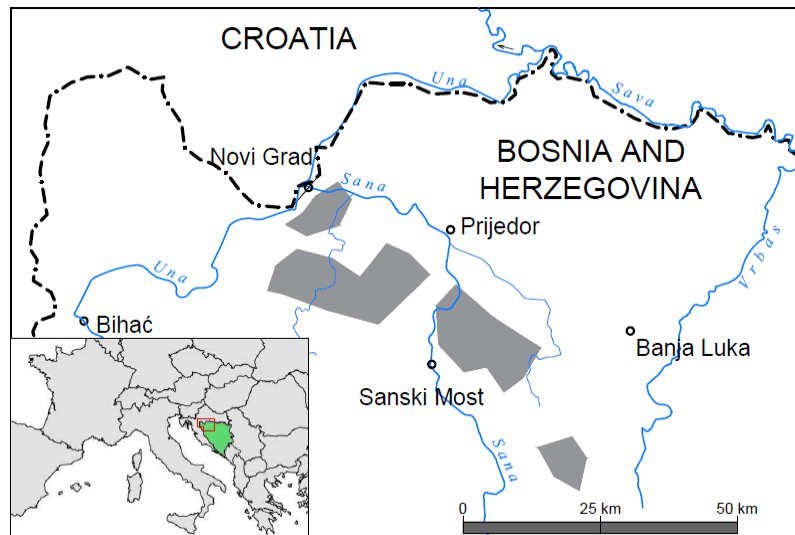 CROATIA
Una
Sava
Novi Grad
BOSNIA AND
HERZEGOVINA
Sana
Prijedor
Una
Vrbas
Bihać
Banja Luka
Sanski Most
Sana
0
25 km
50 km